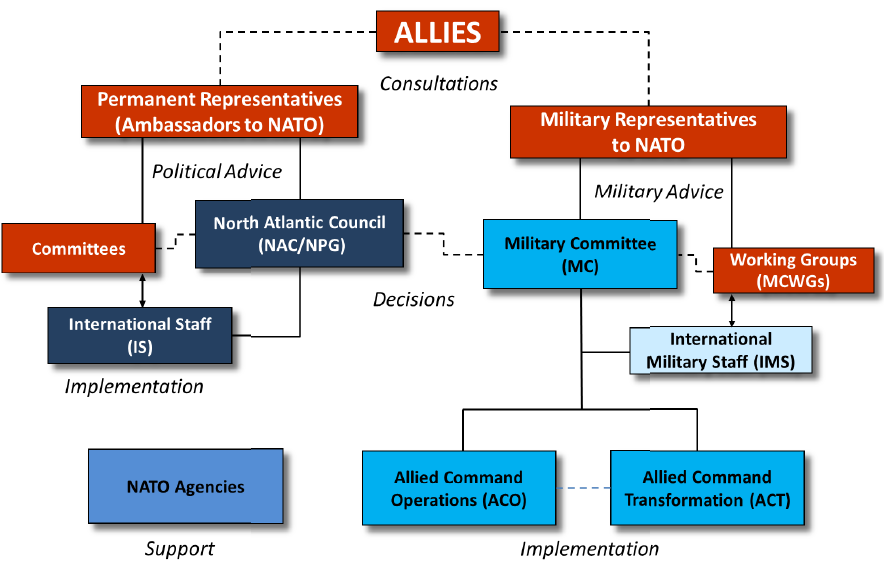 ALLIES
Consultations
Permanent Representatives
(Ambassadors to NATO)
Military Representatives
to NATO
Political Advice
Military Advice
Committees
North Atlantic Council
(NAC/NPG)
Military Committee
(MC)
Working Groups
(MCWGs)
Decisions
International Staff
(IS)
International
Military Staff (IMS)
Implementation
NATO Agencies
Allied Command
Operations (ACO)
Allied Command
Transformation (ACT)
Support
Implementation